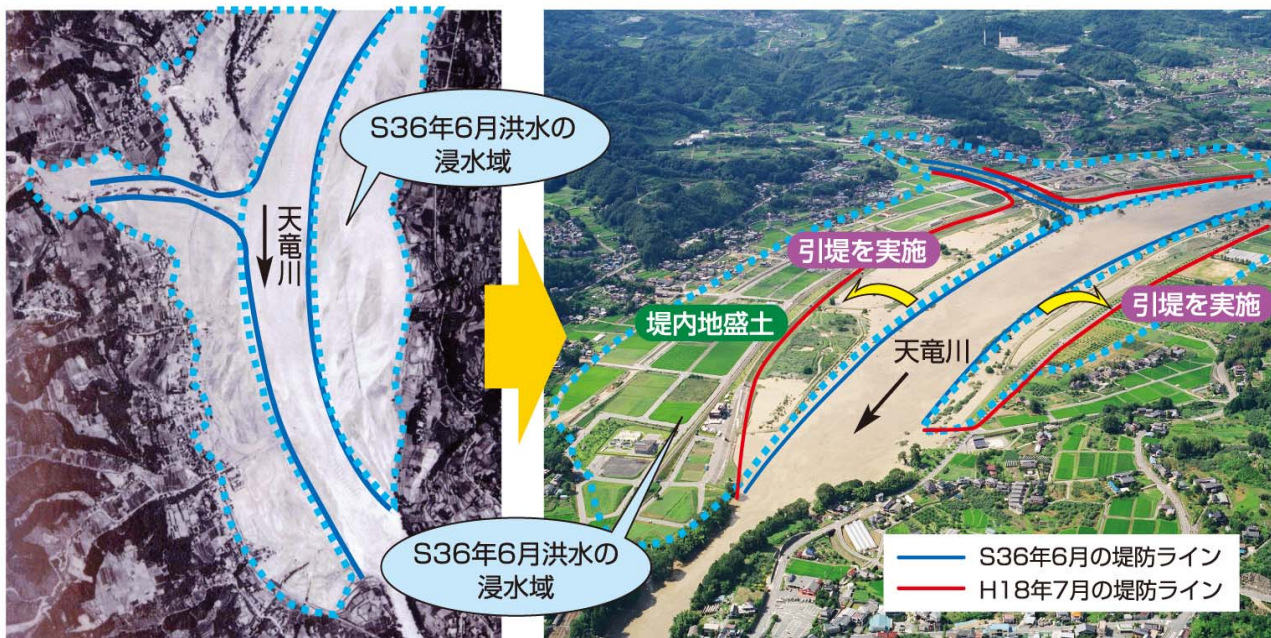 S36年6月洪水の
浸水域
天竜川
引堤を実施
引堤を実施
堤内地盛土
天竜川
S36年6月洪水の
浸水域
S36年6月の堤防ライン
H18年7月の堤防ライン